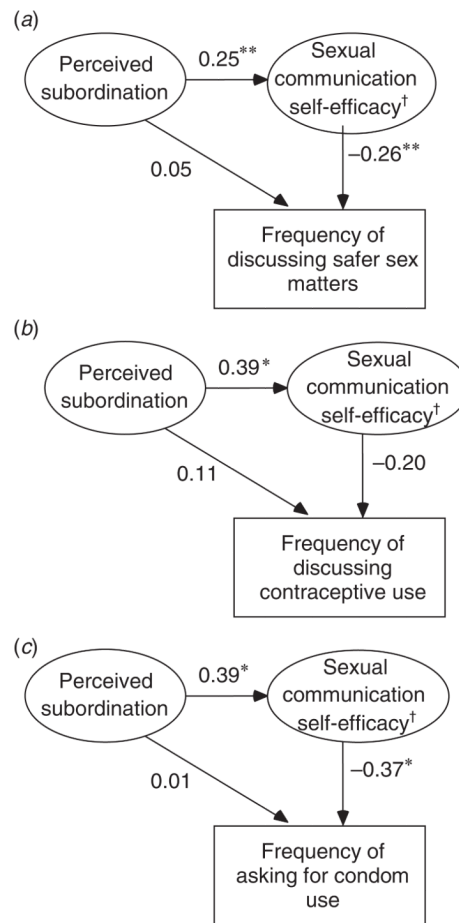 (a)
Perceived
subordination
0.25**
Sexual
communication
self-efficacy†
0.05
−0.26**
Frequency of
discussing safer sex
matters
(b)
Perceived
subordination
0.39*
Sexual
communication
self-efficacy†
0.11
−0.20
Frequency of
discussing
contraceptive use
(c)
Perceived
subordination
0.39*
Sexual
communication
self-efficacy†
0.01
−0.37*
Frequency of
asking for condom
use